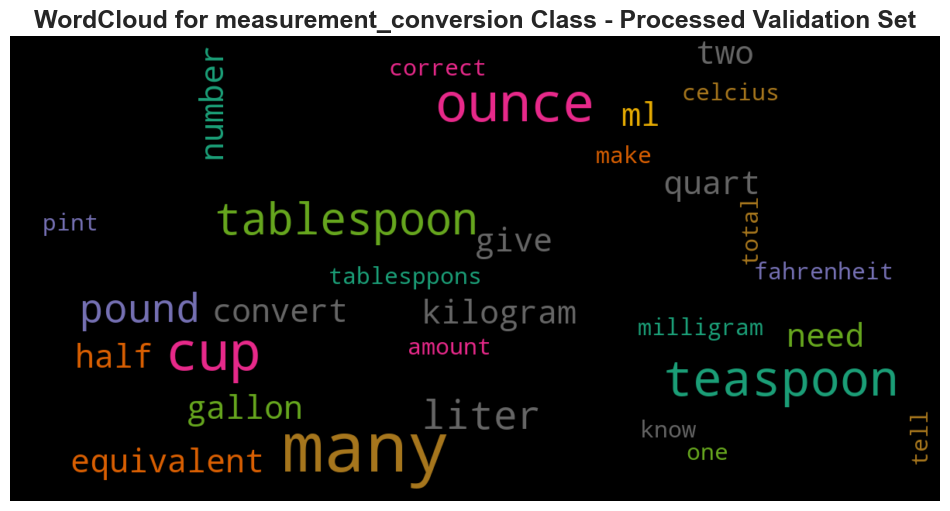 WordCloud for measurement_conversion Class - Processed Validation Set
number
correct
two
ounce
ml
celcius
make
quart
pint
tablespoon
give
total
tablesppons
fahrenheit
pound
convert
kilogram
milligram
need
half
cup
amount
teaspoon
gallon
liter
know
tell
equivalent
many
one